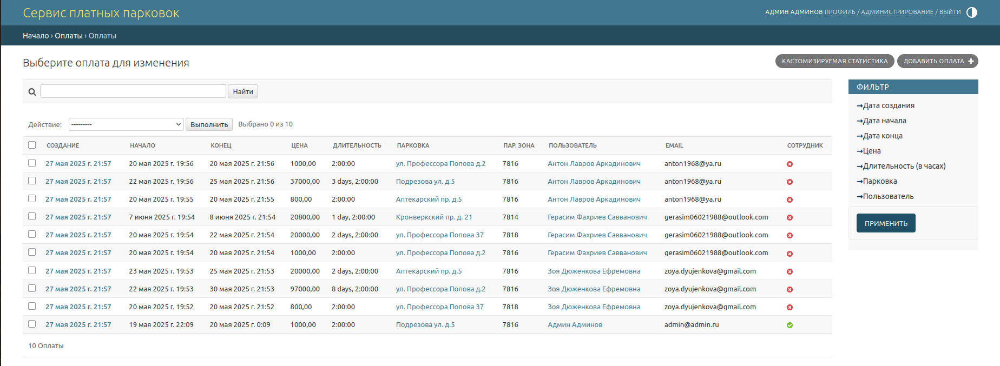 Сервис платных парковок
АДМИН АДМИНОВ ПРОФИЛЬ / АДМИНИСТРИРОВАНИЕ / ВЫЙТИ
Начало › Оплаты › Оплаты
Выберите оплата для изменения
КАСТОМИЗИРУЕМАЯ СТАТИСТИКА
ДОБАВИТЬ ОПЛАТА
Найти
Действие: --------- Выполнить Выбрано 0 из 10
СОЗДАНИЕ НАЧАЛО КОНЕЦ ЦЕНА ДЛИТЕЛЬНОСТЬ ПАРКОВКА ПАР. ЗОНА ПОЛЬЗОВАТЕЛЬ EMAIL СОТРУДНИК
27 мая 2025 г. 21:57 20 мая 2025 г. 19:56 20 мая 2025 г. 21:56 1000,00 2:00:00 ул. Профессора Попова д.2 7816 Антон Лавров Аркадинович anton1968@ya.ru
27 мая 2025 г. 21:57 22 мая 2025 г. 19:56 25 мая 2025 г. 21:56 37000,00 3 days, 2:00:00 Подрезова ул. д.5 7816 Антон Лавров Аркадинович anton1968@ya.ru
27 мая 2025 г. 21:57 20 мая 2025 г. 19:55 20 мая 2025 г. 21:55 800,00 2:00:00 Аптекарский пр. д.5 7816 Антон Лавров Аркадинович anton1968@ya.ru
27 мая 2025 г. 21:57 7 июня 2025 г. 19:54 8 июня 2025 г. 21:54 20800,00 1 day, 2:00:00 Кронверкский пр. д. 21 7814 Герасим Фахриев Савванович gerasim06021988@outlook.com
27 мая 2025 г. 21:57 20 мая 2025 г. 19:54 22 мая 2025 г. 21:54 20000,00 2 days, 2:00:00 ул. Профессора Попова 37 7818 Герасим Фахриев Савванович gerasim06021988@outlook.com
27 мая 2025 г. 21:57 20 мая 2025 г. 19:54 20 мая 2025 г. 21:54 1000,00 2:00:00 ул. Профессора Попова д.2 7816 Герасим Фахриев Савванович gerasim06021988@outlook.com
27 мая 2025 г. 21:57 23 мая 2025 г. 19:53 25 мая 2025 г. 21:53 20000,00 2 days, 2:00:00 Аптекарский пр. д.5 7816 Зоя Дюженкова Ефремовна zoya.dyujenkova@gmail.com
27 мая 2025 г. 21:57 22 мая 2025 г. 19:53 30 мая 2025 г. 21:53 97000,00 8 days, 2:00:00 ул. Профессора Попова д.2 7816 Зоя Дюженкова Ефремовна zoya.dyujenkova@gmail.com
27 мая 2025 г. 21:57 20 мая 2025 г. 19:52 20 мая 2025 г. 21:52 800,00 2:00:00 ул. Профессора Попова 37 7818 Зоя Дюженкова Ефремовна zoya.dyujenkova@gmail.com
27 мая 2025 г. 21:57 19 мая 2025 г. 22:09 20 мая 2025 г. 0:09 1000,00 2:00:00 Подрезова ул. д.5 7816 Админ Админов admin@admin.ru
10 Оплаты
ФИЛЬТР
→Дата создания
→Дата начала
→Дата конца
→Цена
→Длительность (в часах)
→Парковка
→Пользователь
ПРИМЕНИТЬ